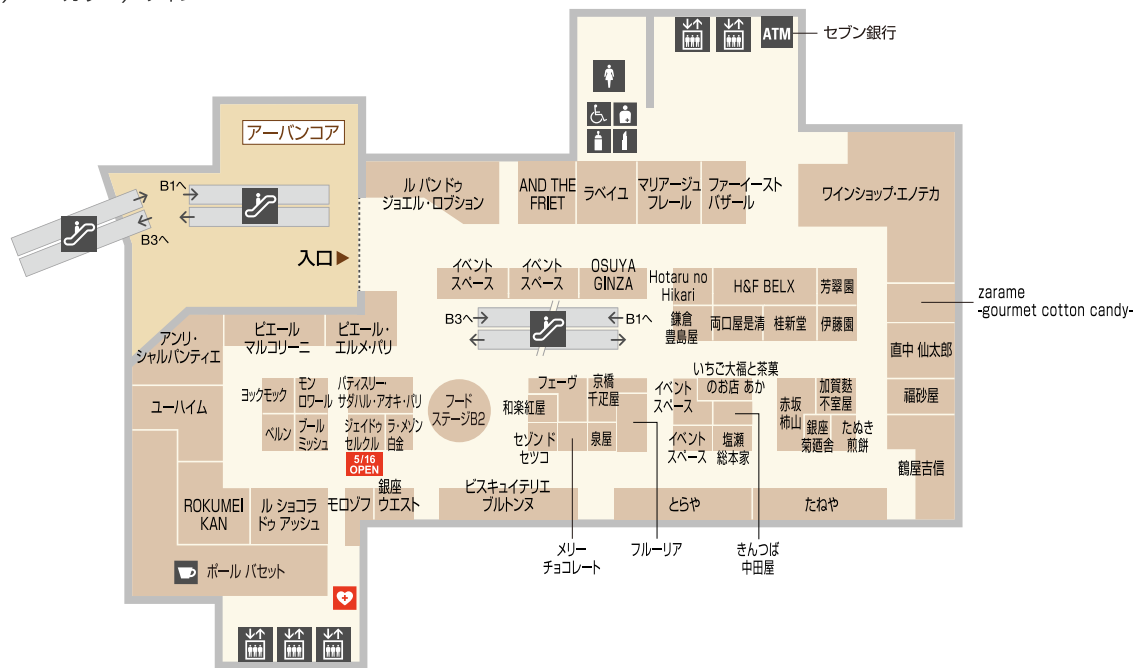 ATM
セブン銀行
アーバンコア
B1へ
B3へ
入口▶
ル パン ドゥ
ジョエル・ロブション
AND THE
FRIET
ラベイユ
マリアージュ
フレール
ファーイースト
バザール
ワインショップ・エノテカ
イベント
スペース
イベント
スペース
OSUYA
GINZA
Hotaru no
Hikari
H&F BELX
芳翠園
zarame
-gourmet cotton candy-
B3へ
B1へ
鎌倉
豊島屋
両口屋是清
桂新堂
伊藤園
アンリ・
シャルパンティエ
ピエール
マルコリーニ
ピエール・
エルメ・パリ
直中 仙太郎
ユーハイム
ヨックモック
モン
ロワール
パティスリー・
サダハル・アオキ・パリ
フード
ステージB2
フェーヴ
京橋
千疋屋
イベント
スペース
いちご大福と茶菓
のお店 あか
赤坂
柿山
加賀麩
不室屋
福砂屋
和楽紅屋
ベルン
ブール
ミッシュ
ジェイドゥ
セルクル
ラ・メゾン
白金
5/16
OPEN
セゾン ド
セツコ
泉屋
イベント
スペース
塩瀬
総本家
銀座
菊廼舎
たぬき
煎餅
鶴屋吉信
ROKUMEI
KAN
ル ショコラ
ドゥ アッシュ
モロゾフ
銀座
ウエスト
ビスキュイテリエ
ブルトンヌ
とらや
たねや
メリー
チョコレート
フルーリア
きんつば
中田屋
ポール バセット